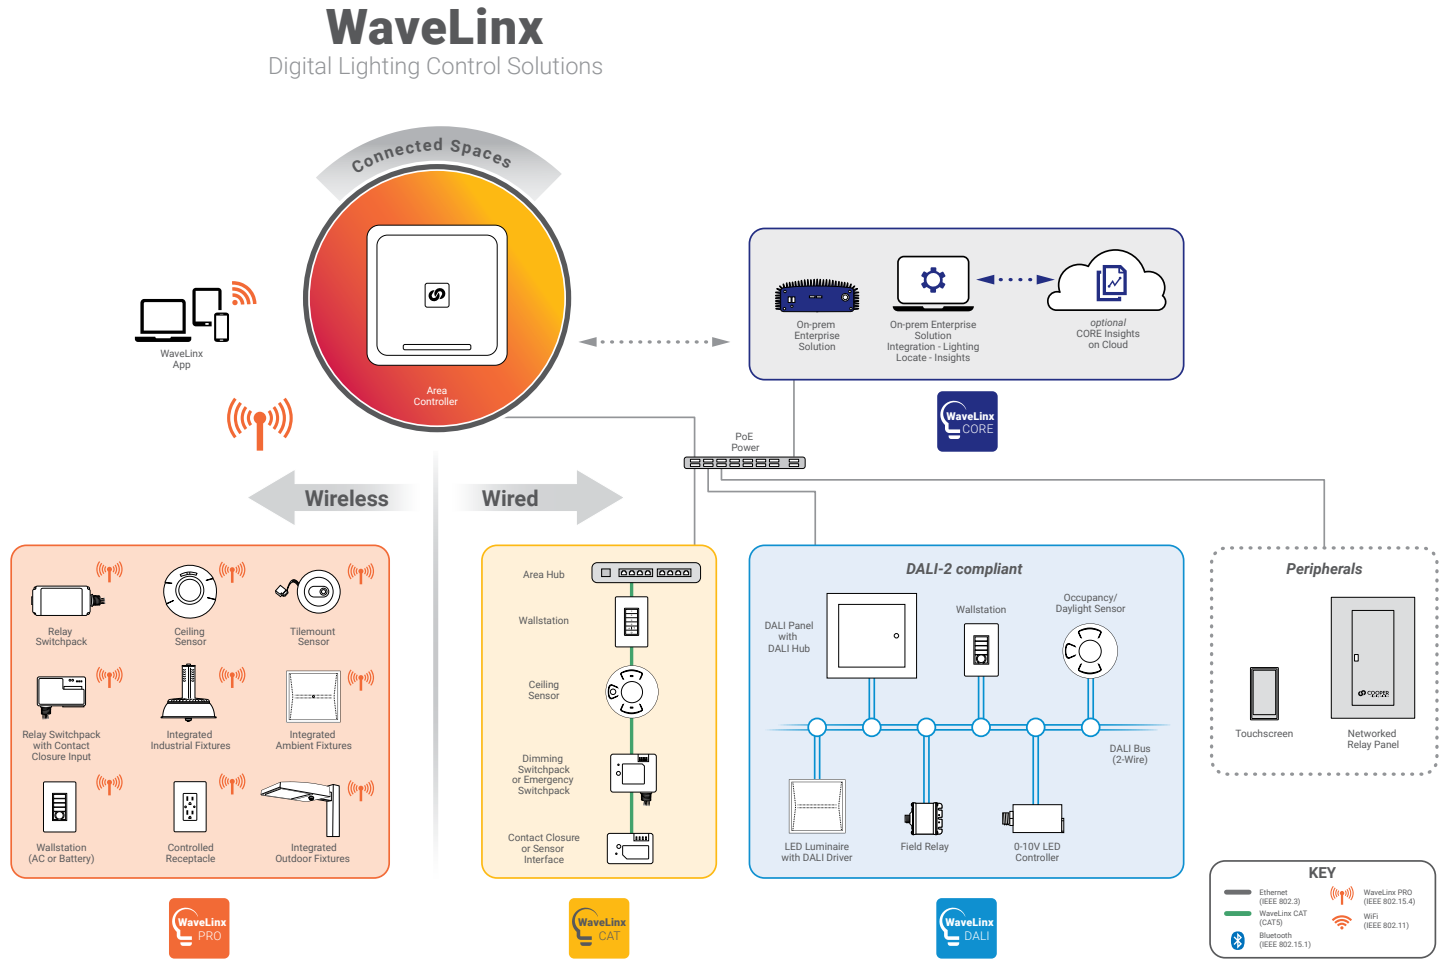 WaveLinx
Digital Lighting Control Solutions
Connected Spaces
Area
Controller
WaveLinx
App
On-prem
Enterprise
Solution
On-prem Enterprise
Solution
Integration - Lighting
Locate - Insights
optional
CORE Insights
on Cloud
WaveLinx
CORE
PoE
Power
Wireless
Wired
Relay
Switchpack
Ceiling
Sensor
Tilemount
Sensor
Relay Switchpack
with Contact
Closure Input
Integrated
Industrial Fixtures
Integrated
Ambient Fixtures
Wallstation
(AC or Battery)
Controlled
Receptacle
Integrated
Outdoor Fixtures
WaveLinx
PRO
Area Hub
Wallstation
Ceiling
Sensor
Dimming
Switchpack
or Emergency
Switchpack
Contact Closure
or Sensor
Interface
WaveLinx
CAT
DALI-2 compliant
DALI Panel
with
DALI Hub
Wallstation
Occupancy/
Daylight Sensor
DALI Bus
(2-Wire)
LED Luminaire
with DALI Driver
Field Relay
0-10V LED
Controller
WaveLinx
DALI
Peripherals
COOPER
Touchscreen
Networked
Relay Panel
KEY
Ethernet
(IEEE 802.3)
WaveLinx CAT
(CAT5)
Bluetooth
(IEEE 802.15.1)
WaveLinx PRO
(IEEE 802.15.4)
WiFi
(IEEE 802.11)